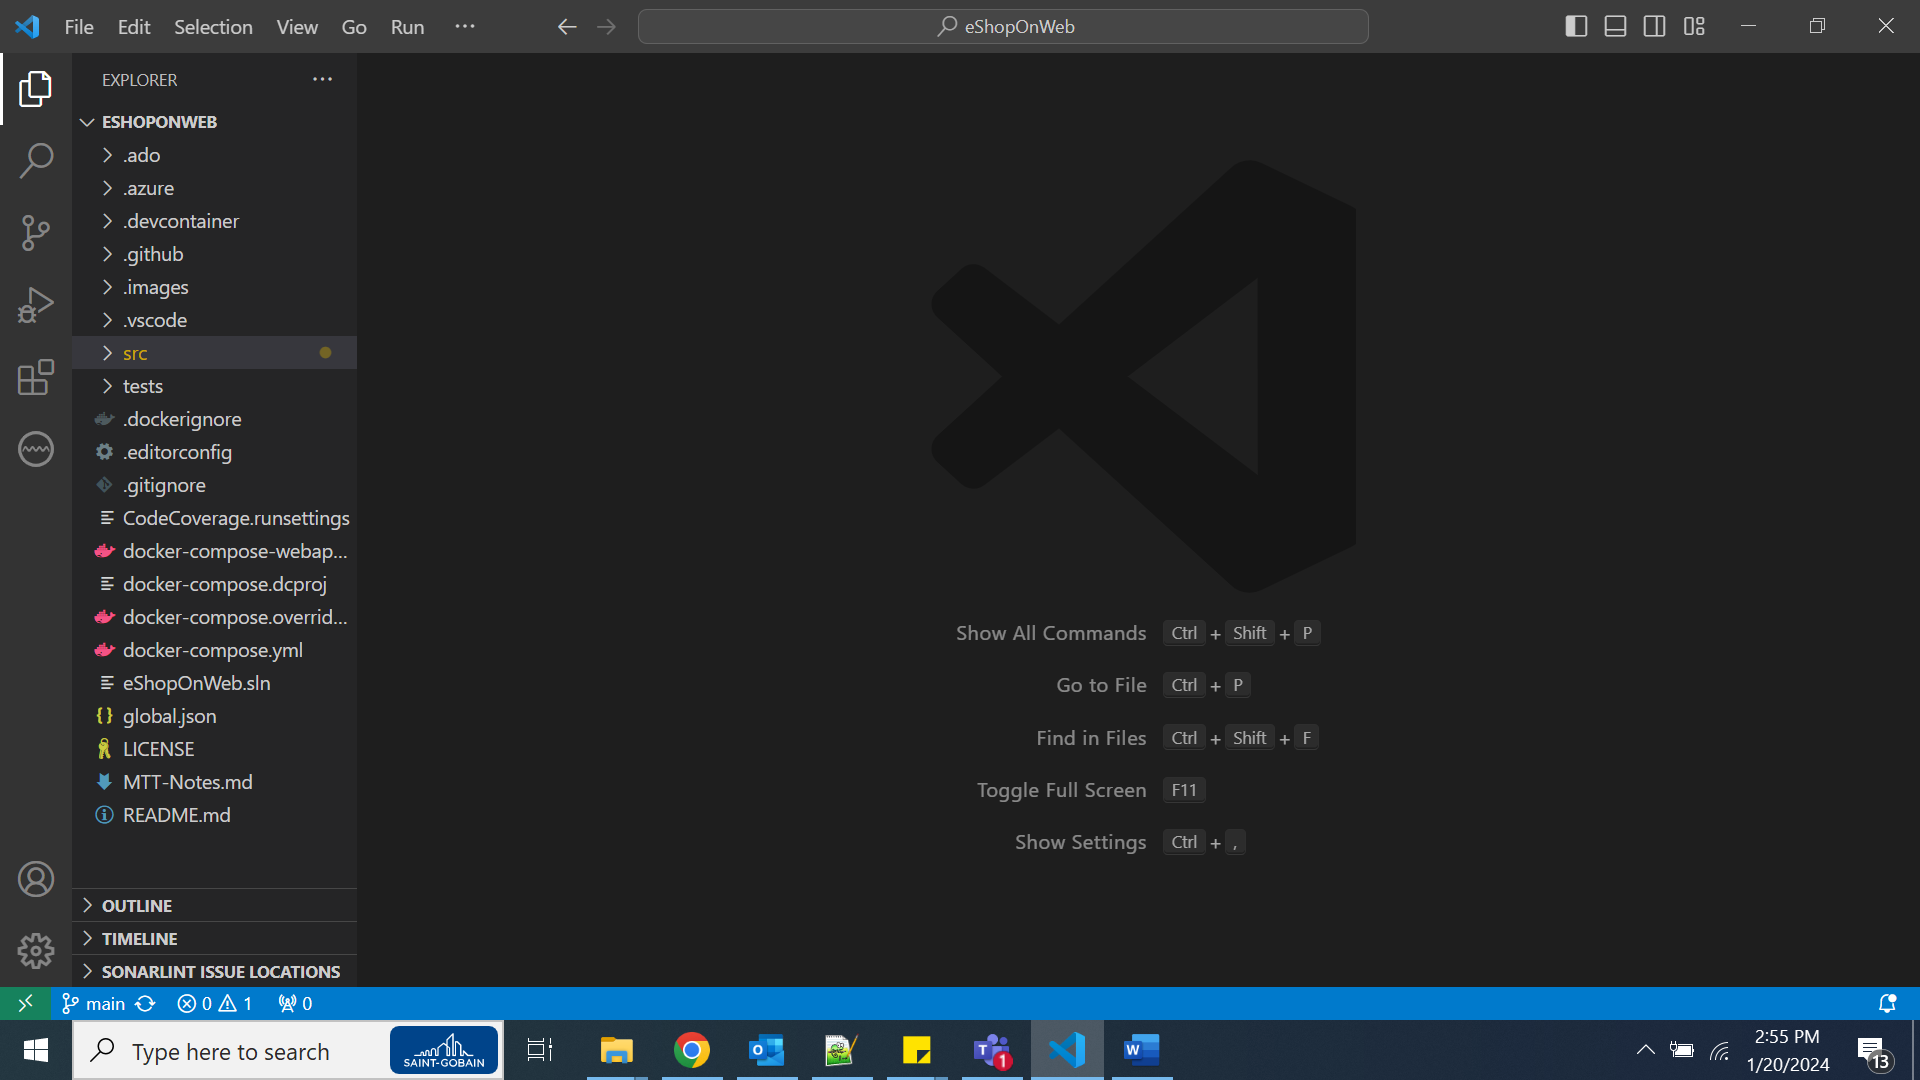 File Edit Selection View Go Run ···
eShopOnWeb
EXPLORER
ESHOPONWEB
.ado
.azure
.devcontainer
.github
.images
.vscode
src
tests
.dockerignore
.editorconfig
.gitignore
CodeCoverage.runsettings
docker-compose-webap...
docker-compose.dcproj
docker-compose.overrid...
docker-compose.yml
eShopOnWeb.sln
global.json
LICENSE
MTT-Notes.md
README.md
OUTLINE
TIMELINE
SONARLINT ISSUE LOCATIONS
Show All Commands Ctrl + Shift + P
Go to File Ctrl + P
Find in Files Ctrl + Shift + F
Toggle Full Screen F11
Show Settings Ctrl + ,
main 0 1 0
Type here to search
SAINT-GOBAIN
1
2:55 PM
1/20/2024
13